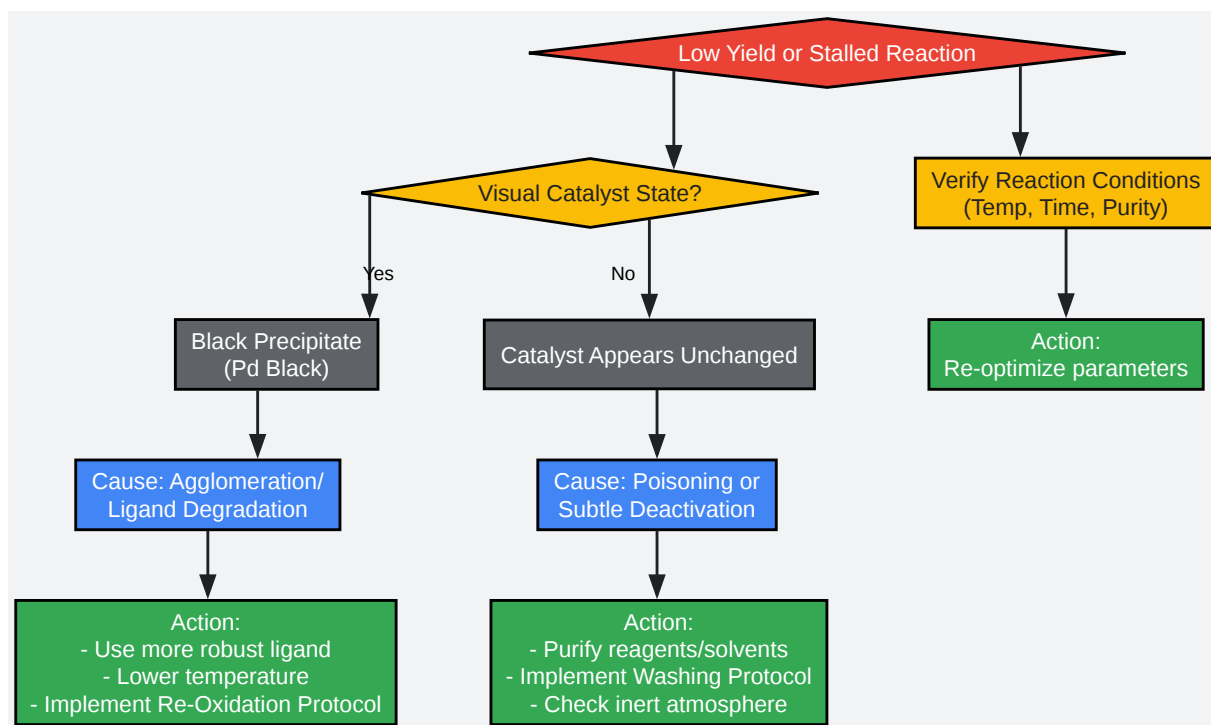 Low Yield or Stalled Reaction
Visual Catalyst State?
Verify Reaction Conditions
(Temp, Time, Purity)
Yes
No
Black Precipitate
(Pd Black)
Catalyst Appears Unchanged
Action:
Re-optimize parameters
Cause: Agglomeration/
Ligand Degradation
Cause: Poisoning or
Subtle Deactivation
Action:
- Use more robust ligand
- Lower temperature
- Implement Re-Oxidation Protocol
Action:
- Purify reagents/solvents
- Implement Washing Protocol
- Check inert atmosphere